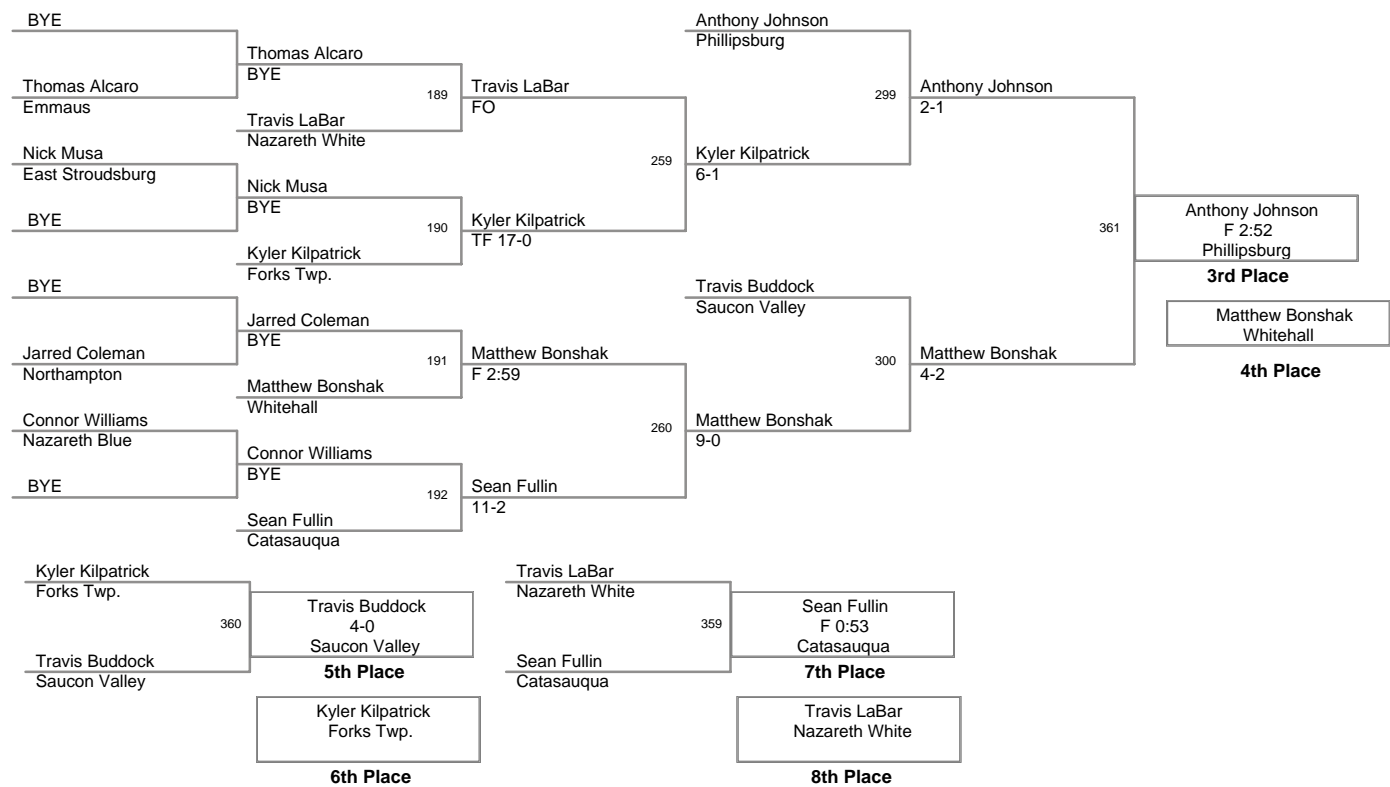 BYE
Thomas Alcaro
Emmaus
Nick Musa
East Stroudsburg
BYE
BYE
Jarred Coleman
Northampton
Connor Williams
Nazareth Blue
BYE
Thomas Alcaro
BYE
189
Travis LaBar
Nazareth White
Nick Musa
BYE
190
Kyler Kilpatrick
Forks Twp.
Jarred Coleman
BYE
191
Matthew Bonshak
Whitehall
Connor Williams
BYE
192
Sean Fullin
Catasauqua
Travis LaBar
FO
259
Kyler Kilpatrick
TF 17-0
Matthew Bonshak
F 2:59
260
Sean Fullin
11-2
Anthony Johnson
Phillipsburg
299
Kyler Kilpatrick
6-1
Travis Buddock
Saucon Valley
300
Matthew Bonshak
9-0
Anthony Johnson
2-1
361
Matthew Bonshak
4-2
Anthony Johnson
F 2:52
Phillipsburg
3rd Place
Matthew Bonshak
Whitehall
4th Place
Kyler Kilpatrick
Forks Twp.
360
Travis Buddock
Saucon Valley
Travis Buddock
4-0
Saucon Valley
5th Place
Kyler Kilpatrick
Forks Twp.
6th Place
Travis LaBar
Nazareth White
359
Sean Fullin
Catasauqua
Sean Fullin
F 0:53
Catasauqua
7th Place
Travis LaBar
Nazareth White
8th Place